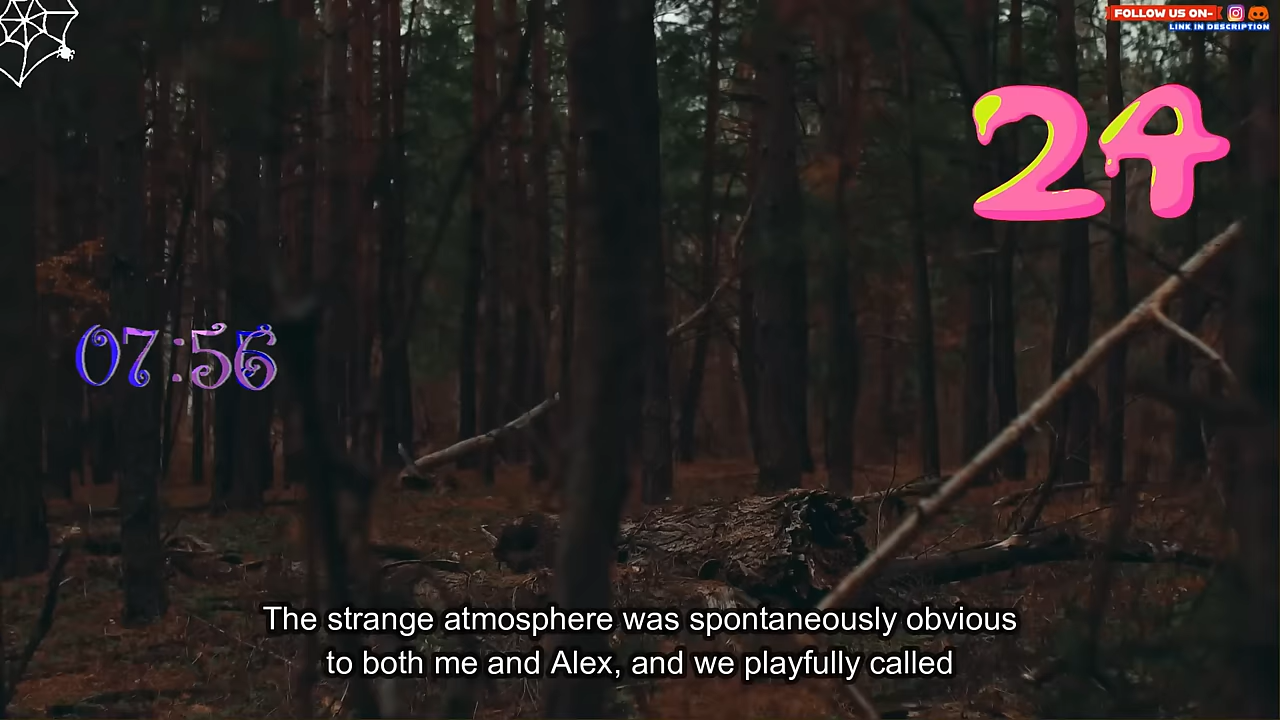 FOLLOW US ON-
LINK IN DESCRIPTION
24
07:56
The strange atmosphere was spontaneously obvious
to both me and Alex, and we playfully called